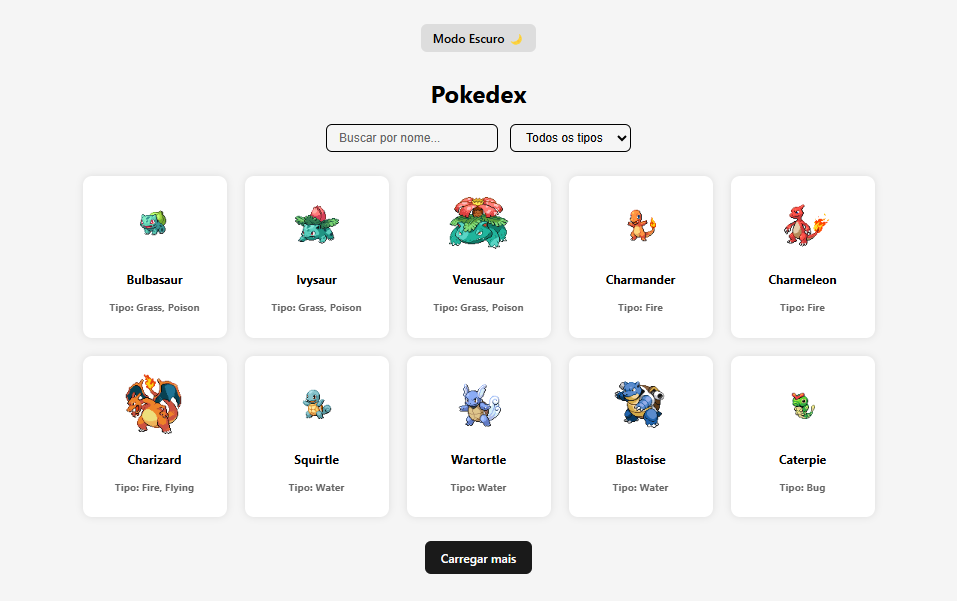 Modo Escuro 🌙
Pokedex
Buscar por nome...
Todos os tipos
Bulbasaur
Tipo: Grass, Poison
Ivysaur
Tipo: Grass, Poison
Venusaur
Tipo: Grass, Poison
Charmander
Tipo: Fire
Charmeleon
Tipo: Fire
Charizard
Tipo: Fire, Flying
Squirtle
Tipo: Water
Wartortle
Tipo: Water
Blastoise
Tipo: Water
Caterpie
Tipo: Bug
Carregar mais